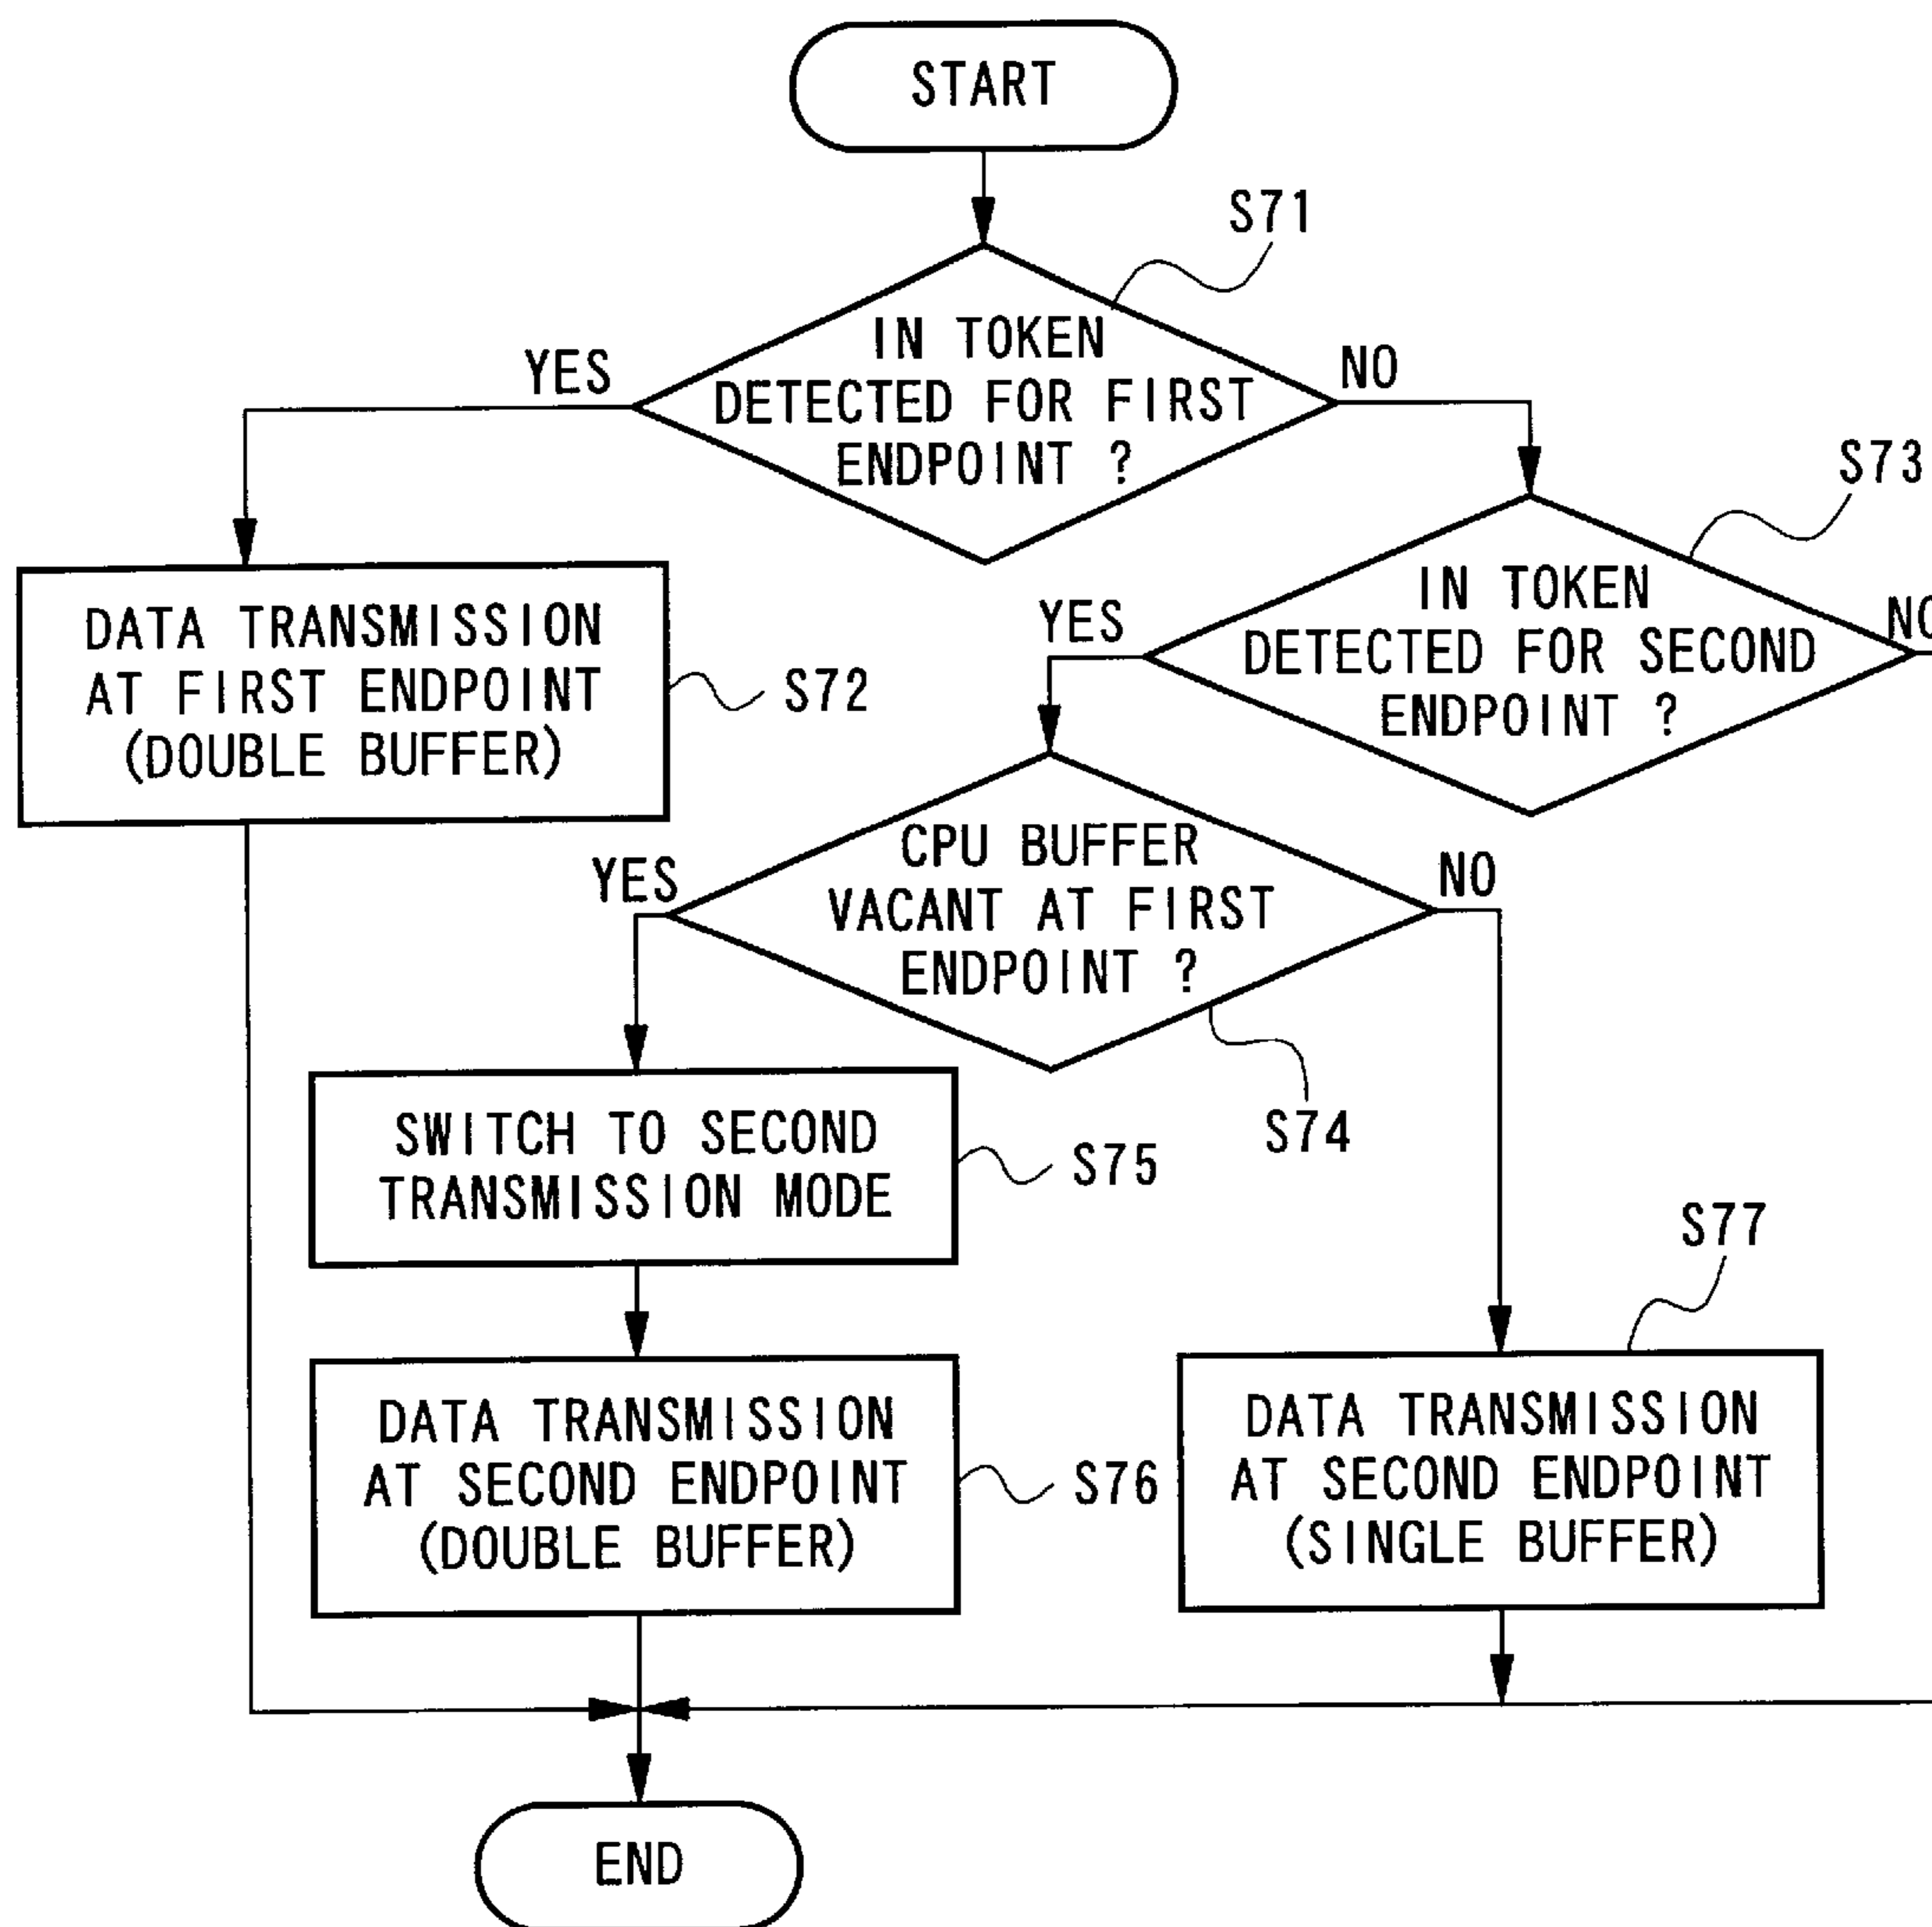 START
S71
IN TOKEN
DETECTED FOR FIRST
ENDPOINT ?
YES
NO
S73
IN TOKEN
DETECTED FOR SECOND
ENDPOINT ?
YES
NO
DATA TRANSMISSION
AT FIRST ENDPOINT
(DOUBLE BUFFER)
S72
CPU BUFFER
VACANT AT FIRST
ENDPOINT ?
YES
NO
S74
SWITCH TO SECOND
TRANSMISSION MODE
S75
S77
DATA TRANSMISSION
AT SECOND ENDPOINT
(DOUBLE BUFFER)
S76
DATA TRANSMISSION
AT SECOND ENDPOINT
(SINGLE BUFFER)
END